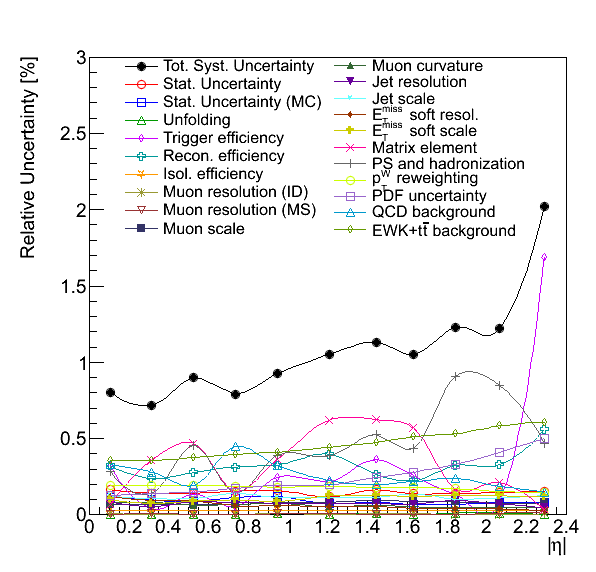 Relative Uncertainty [%]
3
2.5
2
1.5
1
0.5
0
Tot. Syst. Uncertainty
Stat. Uncertainty
Stat. Uncertainty (MC)
Unfolding
Trigger efficiency
Recon. efficiency
Isol. efficiency
Muon resolution (ID)
Muon resolution (MS)
Muon scale
Muon curvature
Jet resolution
Jet scale
E_T^miss soft resol.
E_T^miss soft scale
Matrix element
PS and hadronization
p_T^W reweighting
PDF uncertainty
QCD background
EWK+tt̄ background
0 0.2 0.4 0.6 0.8 1 1.2 1.4 1.6 1.8 2 2.2 2.4
|η|